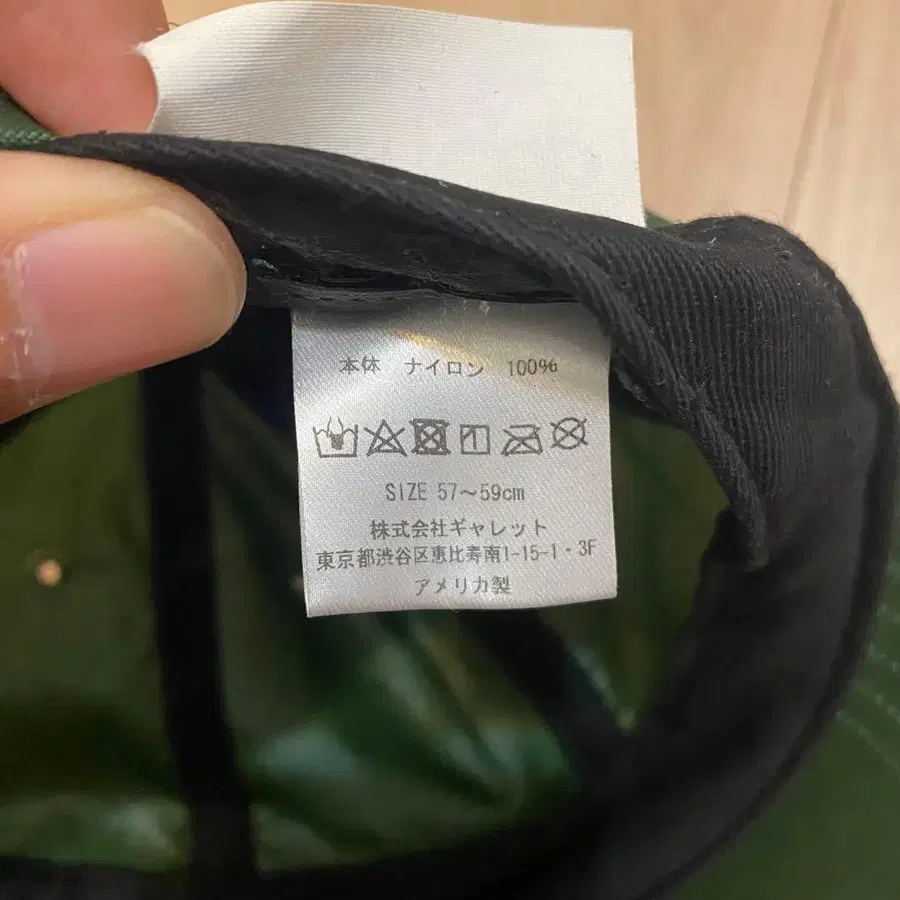 本体 ナイロン 100%
SIZE 57～59cm
株式会社ギャレット
東京都渋谷区恵比寿南1-15-1・3F
アメリカ製